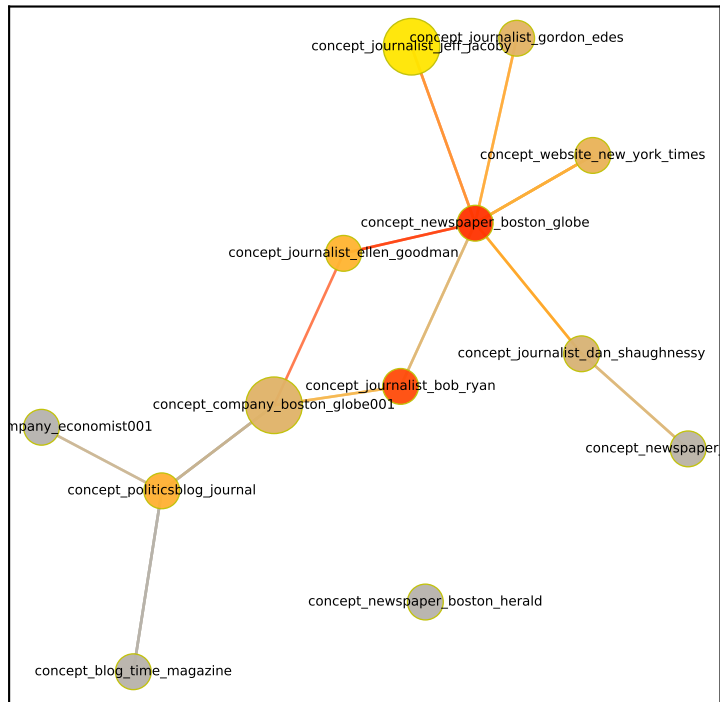 concept_journalist_gordon_edes
concept_journalist_jeff_jacoby
concept_website_new_york_times
concept_newspaper_boston_globe
concept_journalist_ellen_goodman
concept_journalist_dan_shaughnessy
concept_journalist_bob_ryan
concept_company_boston_globe001
mpany_economist001
concept_newspaper_
concept_politicsblog_journal
concept_newspaper_boston_herald
concept_blog_time_magazine